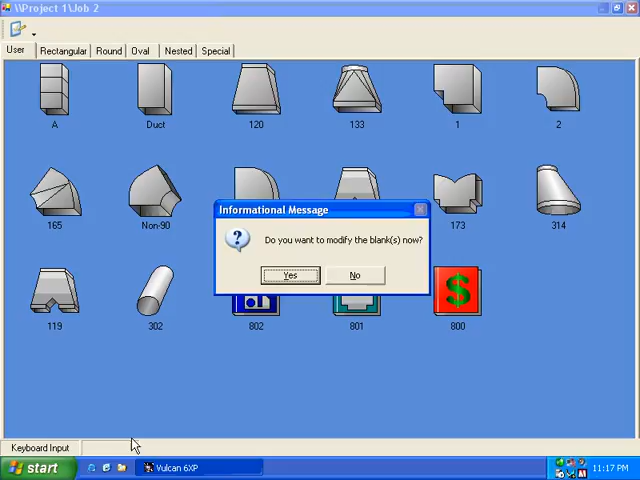 \\Project 1\Job 2
User Rectangular Round Oval Nested Special
A Duct 120 133 1 2
165 Non-90 173 314
Informational Message
Do you want to modify the blank(s) now?
Yes No
119 302 802 801 800
Keyboard Input
start Vulcan 6XP 11:17 PM